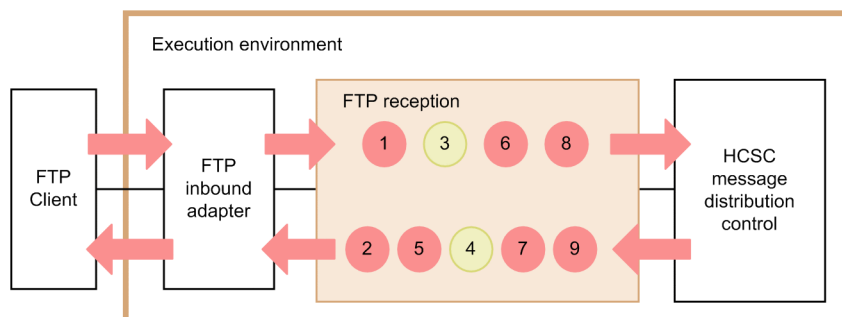 Execution environment
FTP
Client
FTP
inbound
adapter
FTP reception
1 3 6 8
2 5 4 7 9
HCSC
message
distribution
control